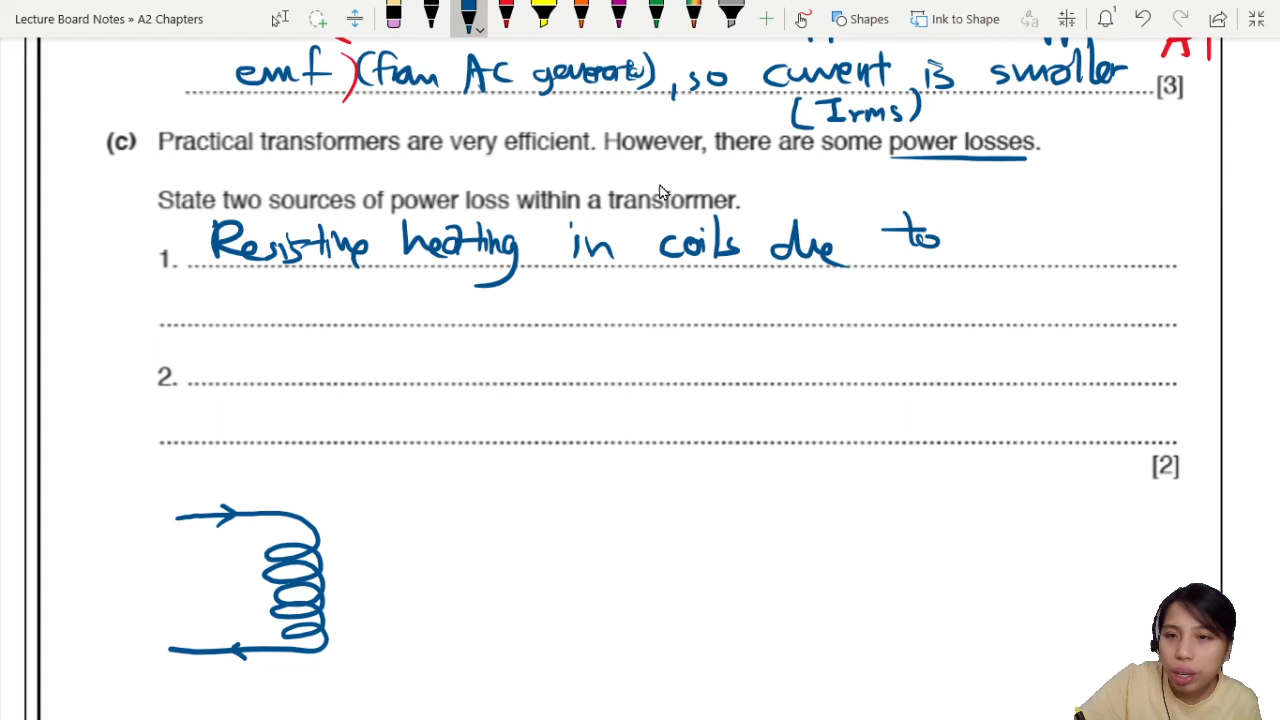 Lecture Board Notes » A2 Chapters
Shapes
Ink to Shape
A1
emf) (from AC generator), so current is smaller [3]
(Irms)
(c) Practical transformers are very efficient. However, there are some power losses.
State two sources of power loss within a transformer.
1. Resistive heating in coils due to
2.
[2]